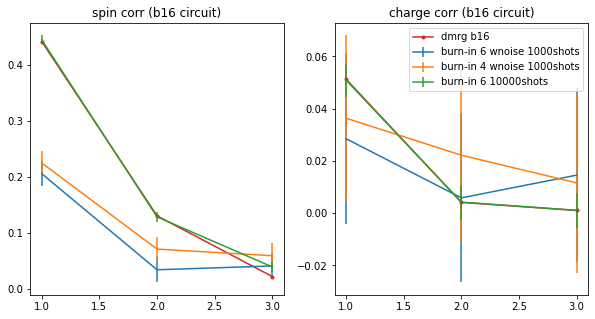 spin corr (b16 circuit)
charge corr (b16 circuit)
dmrg b16
burn-in 6 wnoise 1000shots
burn-in 4 wnoise 1000shots
burn-in 6 10000shots
0.4
0.3
0.2
0.1
0.0
1.0 1.5 2.0 2.5 3.0
0.06
0.04
0.02
0.00
−0.02
1.0 1.5 2.0 2.5 3.0